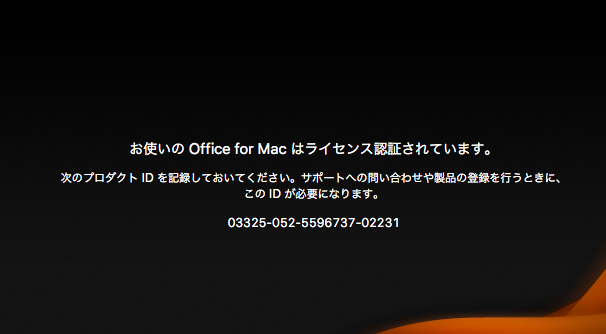 お使いの Office for Mac はライセンス認証されています。
次のプロダクト ID を記録しておいてください。サポートへの問い合わせや製品の登録を行うときに、
この ID が必要になります。
03325-052-5596737-02231